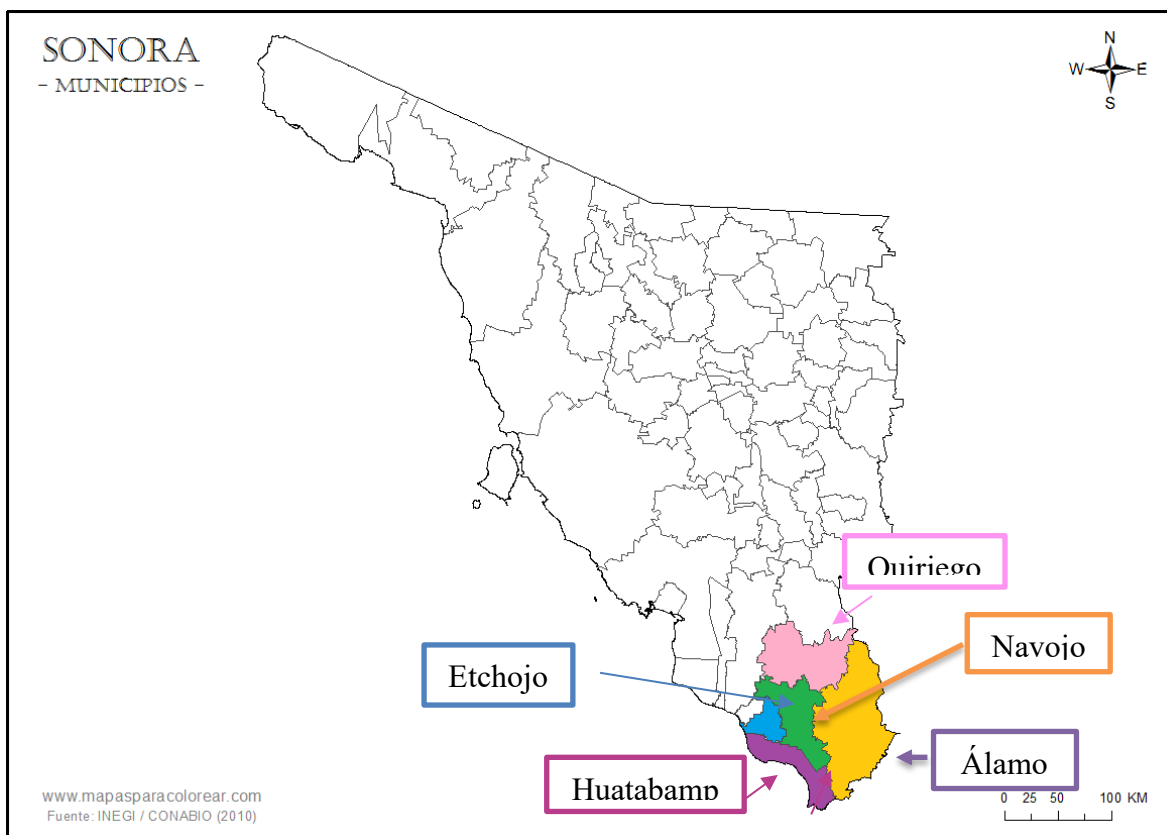 SONORA
- MUNICIPIOS -
N
W E
S
Quiriego
Navojo
Etchojo
Álamo
Huatabamp
www.mapasparacolorear.com
Fuente: INEGI / CONABIO (2010)
0 25 50 100 KM